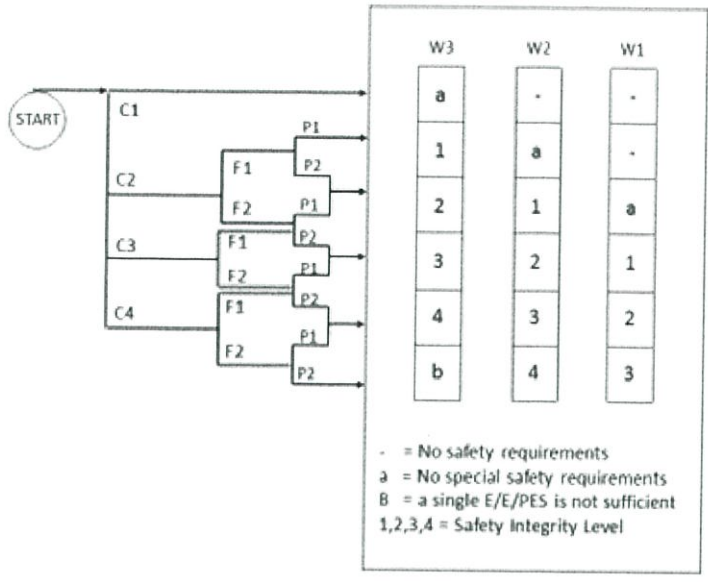 W3 W2 W1
START
C1
a - -
P1
1 a -
F1
P2
C2
2 1 a
F2
P1
F1
P2
C3
3 2 1
F2
P1
F1
P2
C4
4 3 2
F2
P1
P2
b 4 3
- = No safety requirements
a = No special safety requirements
B = a single E/E/PES is not sufficient
1,2,3,4 = Safety Integrity Level